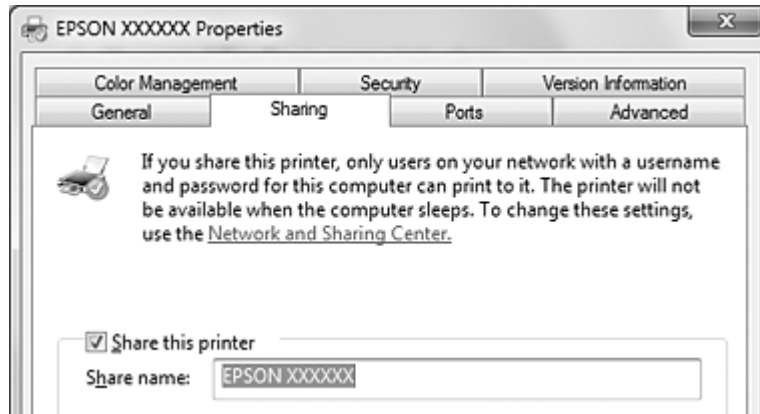 EPSON XXXXXX Properties
Color Management Security Version Information
General Sharing Ports Advanced
If you share this printer, only users on your network with a username
and password for this computer can print to it. The printer will not
be available when the computer sleeps. To change these settings,
use the Network and Sharing Center.
Share this printer
Share name: EPSON XXXXXX